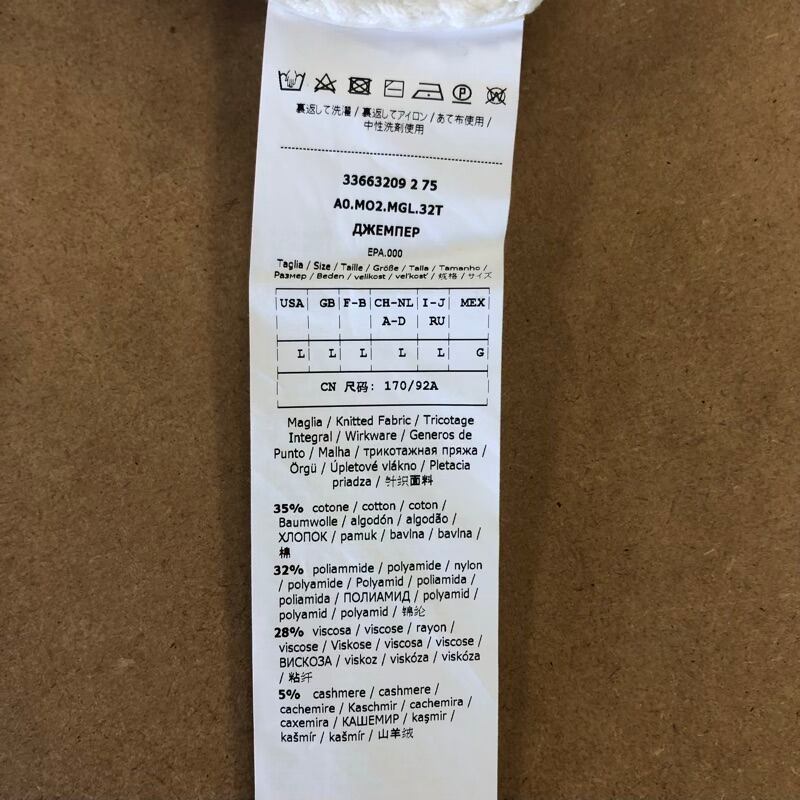 裏返して洗濯 / 裏返してアイロン / あて布使用 /
中性洗剤使用
33663209 2 75
A0.MO2.MGL.32T
ДЖЕМПЕР
EPA.000
Taglia / Size / Taille / Größe / Talla / Tamanho /
Размер / Beden / velikost / veľkosť / 规格 / サイズ
USA GB F-B CH-NL I-J MEX
A-D RU
L L L L L G
CN 尺码: 170/92A
Maglia / Knitted Fabric / Tricotage
Integral / Wirkware / Generos de
Punto / Malha / трикотажная пряжа /
Örgü / Úpletové vlákno / Pletacia
priadza / 针织面料
35% cotone / cotton / coton /
Baumwolle / algodón / algodão /
ХЛОПОК / pamuk / bavlna / bavlna /
棉
32% poliammide / polyamide / nylon
/ polyamide / Polyamid / poliamida /
poliamida / ПОЛИАМИД / polyamid /
polyamid / polyamid / 锦纶
28% viscosa / viscose / rayon /
viscose / Viskose / viscosa / viscose /
ВИСКОЗА / viskoz / viskóza / viskóza
/ 粘纤
5% cashmere / cashmere /
cachemire / Kaschmir / cachemira /
caxemira / КАШЕМИР / kaşmir /
kašmír / kašmír / 山羊绒